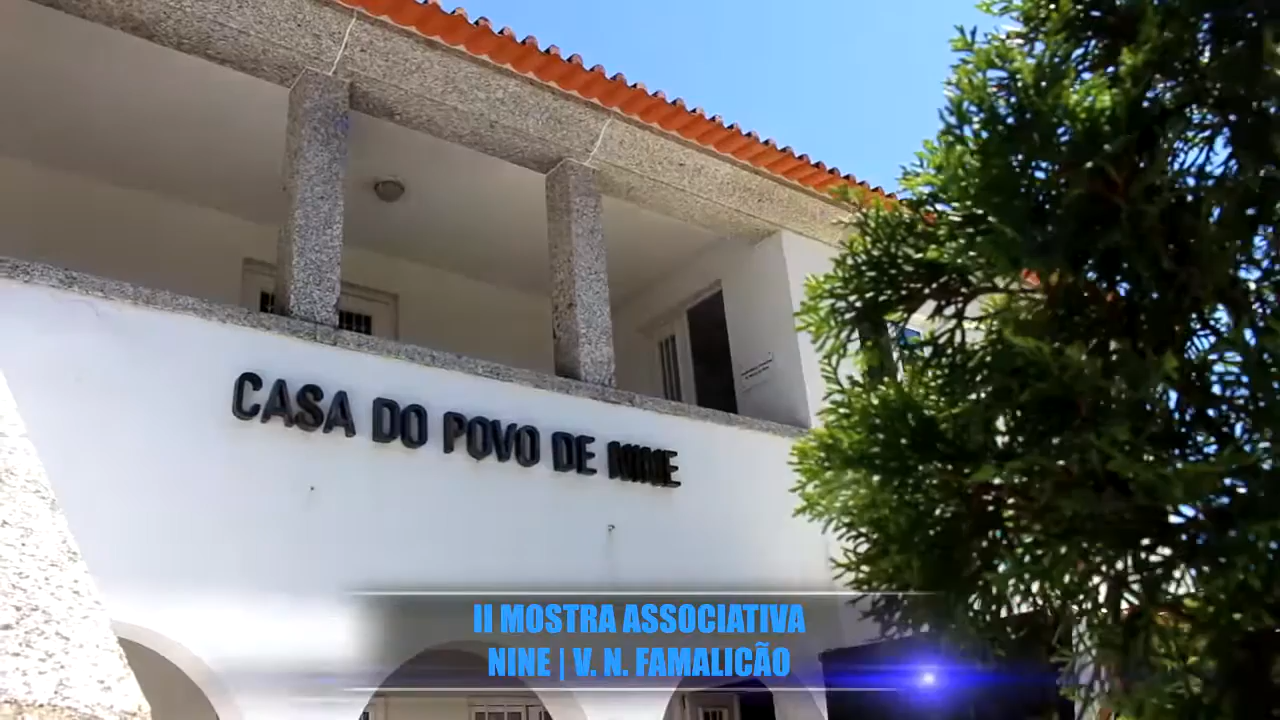 CASA DO POVO DE NINE
II MOSTRA ASSOCIATIVA
NINE | V. N. FAMALICÃO